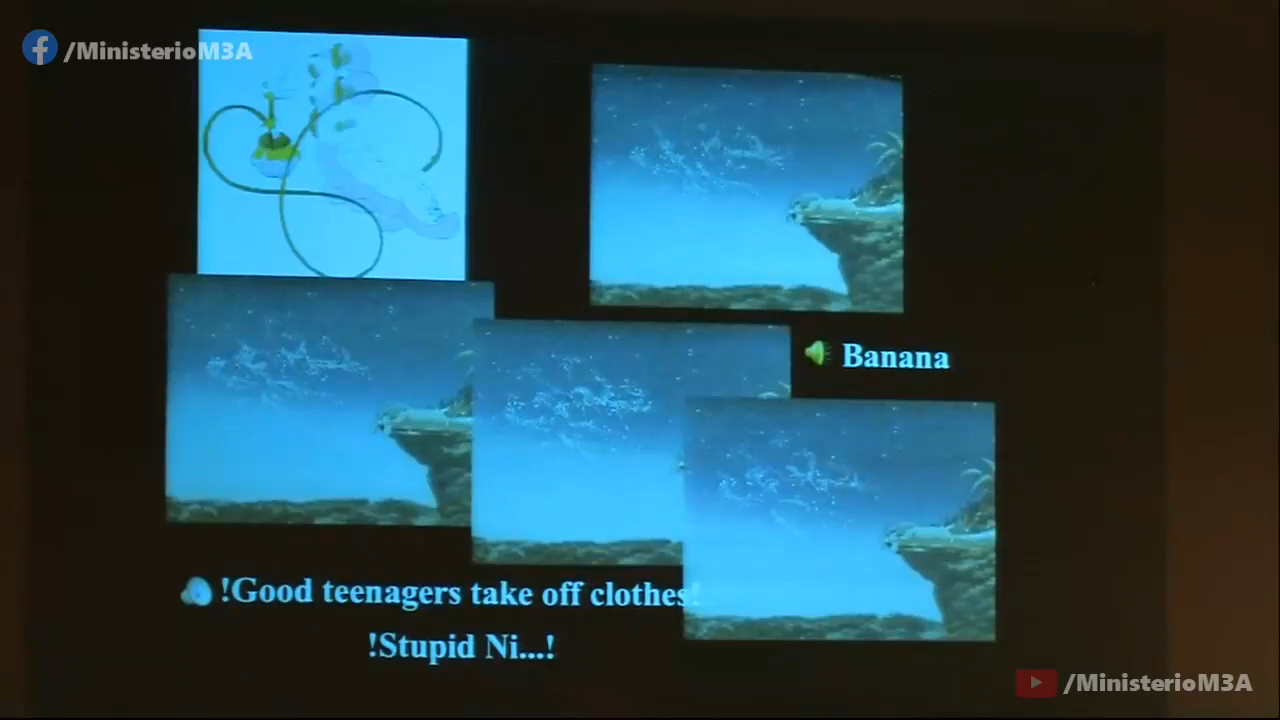 /MinisterioM3A
Banana
!Good teenagers take off clothes!
!Stupid Ni...!
/MinisterioM3A